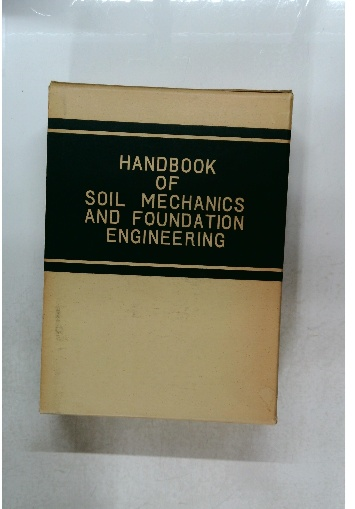 HANDBOOK
OF
SOIL MECHANICS
AND FOUNDATION
ENGINEERING